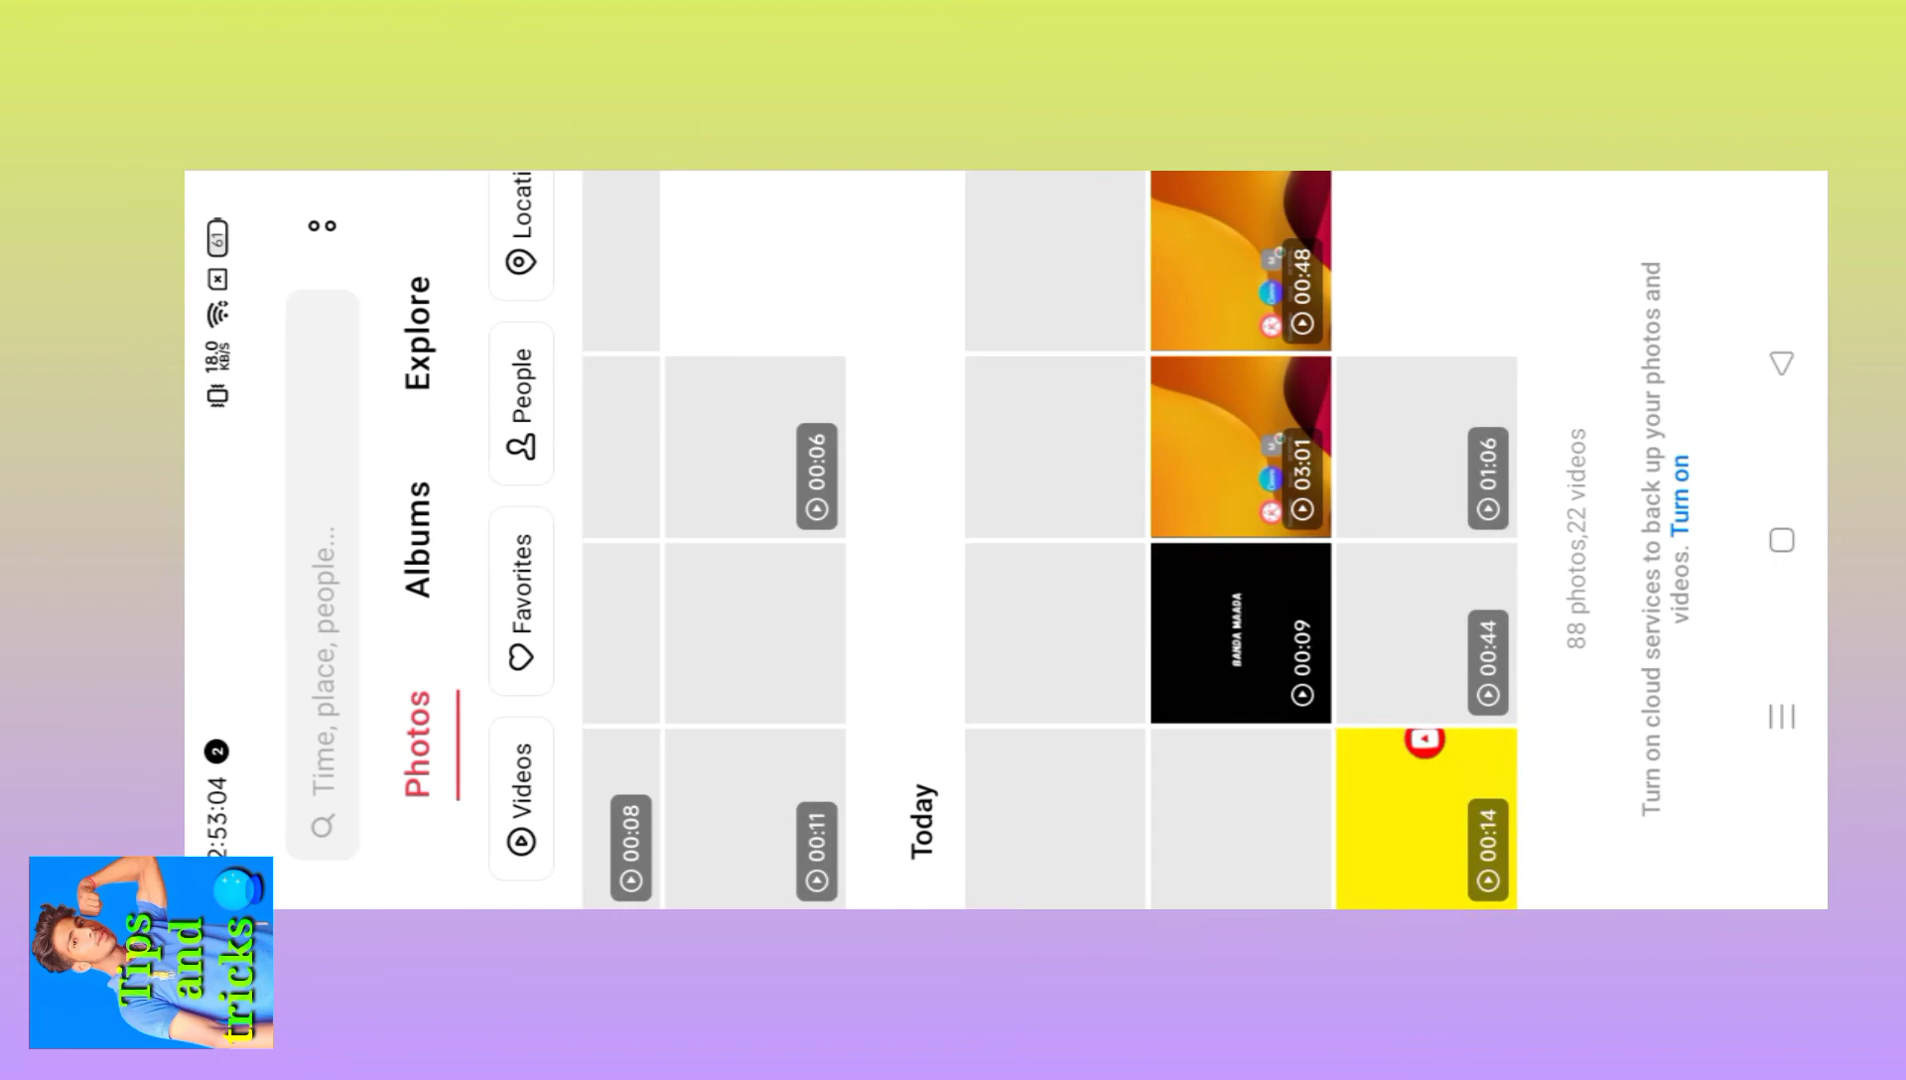 2:53:04 2
18.0
KB/S
61
Time, place, people...
Photos Albums Explore
Videos Favorites People Locati
00:08
00:11 00:06
Today
00:09 03:01 00:48
BANDA MAADA
00:14 00:44 01:06
88 photos,22 videos
Turn on cloud services to back up your photos and
videos. Turn on
Tips
and
tricks